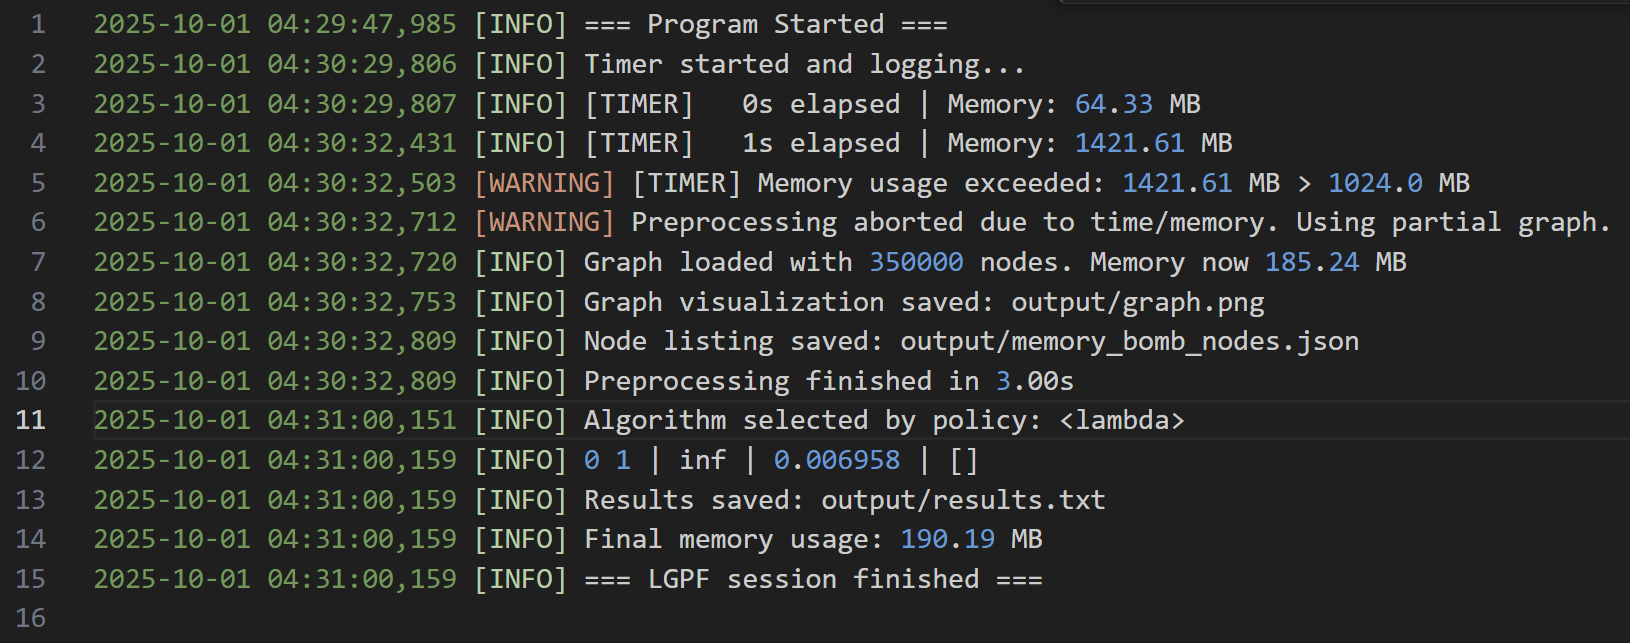 1 2025-10-01 04:29:47,985 [INFO] === Program Started ===
2 2025-10-01 04:30:29,806 [INFO] Timer started and logging...
3 2025-10-01 04:30:29,807 [INFO] [TIMER]   0s elapsed | Memory: 64.33 MB
4 2025-10-01 04:30:32,431 [INFO] [TIMER]   1s elapsed | Memory: 1421.61 MB
5 2025-10-01 04:30:32,503 [WARNING] [TIMER] Memory usage exceeded: 1421.61 MB > 1024.0 MB
6 2025-10-01 04:30:32,712 [WARNING] Preprocessing aborted due to time/memory. Using partial graph.
7 2025-10-01 04:30:32,720 [INFO] Graph loaded with 350000 nodes. Memory now 185.24 MB
8 2025-10-01 04:30:32,753 [INFO] Graph visualization saved: output/graph.png
9 2025-10-01 04:30:32,809 [INFO] Node listing saved: output/memory_bomb_nodes.json
10 2025-10-01 04:30:32,809 [INFO] Preprocessing finished in 3.00s
11 2025-10-01 04:31:00,151 [INFO] Algorithm selected by policy: <lambda>
12 2025-10-01 04:31:00,159 [INFO] 0 1 | inf | 0.006958 | []
13 2025-10-01 04:31:00,159 [INFO] Results saved: output/results.txt
14 2025-10-01 04:31:00,159 [INFO] Final memory usage: 190.19 MB
15 2025-10-01 04:31:00,159 [INFO] === LGPF session finished ===
16